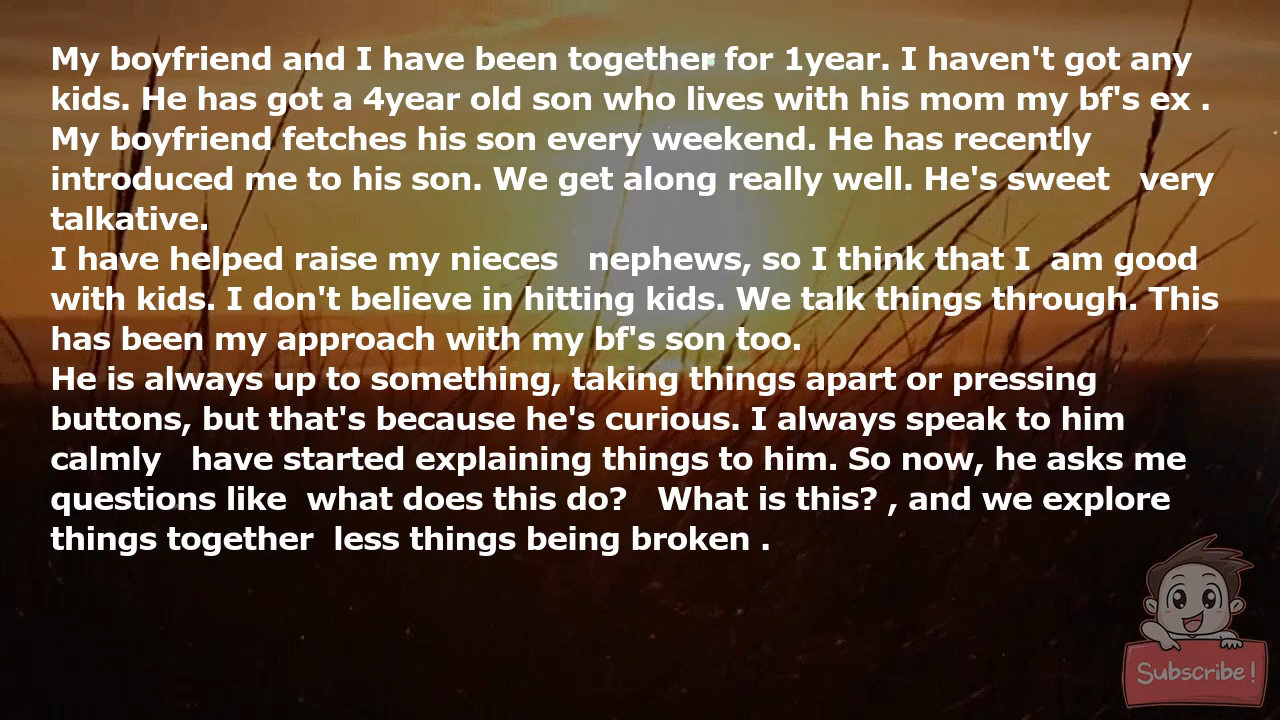 My boyfriend and I have been together for 1year. I haven't got any
kids. He has got a 4year old son who lives with his mom my bf's ex .
My boyfriend fetches his son every weekend. He has recently
introduced me to his son. We get along really well. He's sweet   very
talkative.
I have helped raise my nieces   nephews, so I think that I  am good
with kids. I don't believe in hitting kids. We talk things through. This
has been my approach with my bf's son too.
He is always up to something, taking things apart or pressing
buttons, but that's because he's curious. I always speak to him
calmly   have started explaining things to him. So now, he asks me
questions like  what does this do?   What is this? , and we explore
things together  less things being broken .
Subscribe!